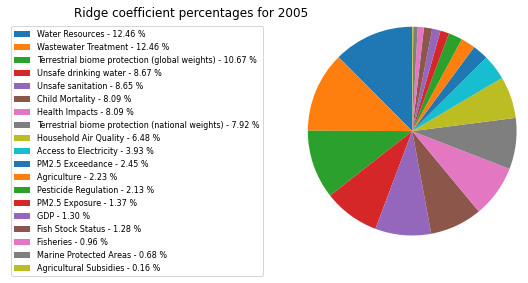 Ridge coefficient percentages for 2005
Water Resources - 12.46 %
Wastewater Treatment - 12.46 %
Terrestrial biome protection (global weights) - 10.67 %
Unsafe drinking water - 8.67 %
Unsafe sanitation - 8.65 %
Child Mortality - 8.09 %
Health Impacts - 8.09 %
Terrestrial biome protection (national weights) - 7.92 %
Household Air Quality - 6.48 %
Access to Electricity - 3.93 %
PM2.5 Exceedance - 2.45 %
Agriculture - 2.23 %
Pesticide Regulation - 2.13 %
PM2.5 Exposure - 1.37 %
GDP - 1.30 %
Fish Stock Status - 1.28 %
Fisheries - 0.96 %
Marine Protected Areas - 0.68 %
Agricultural Subsidies - 0.16 %